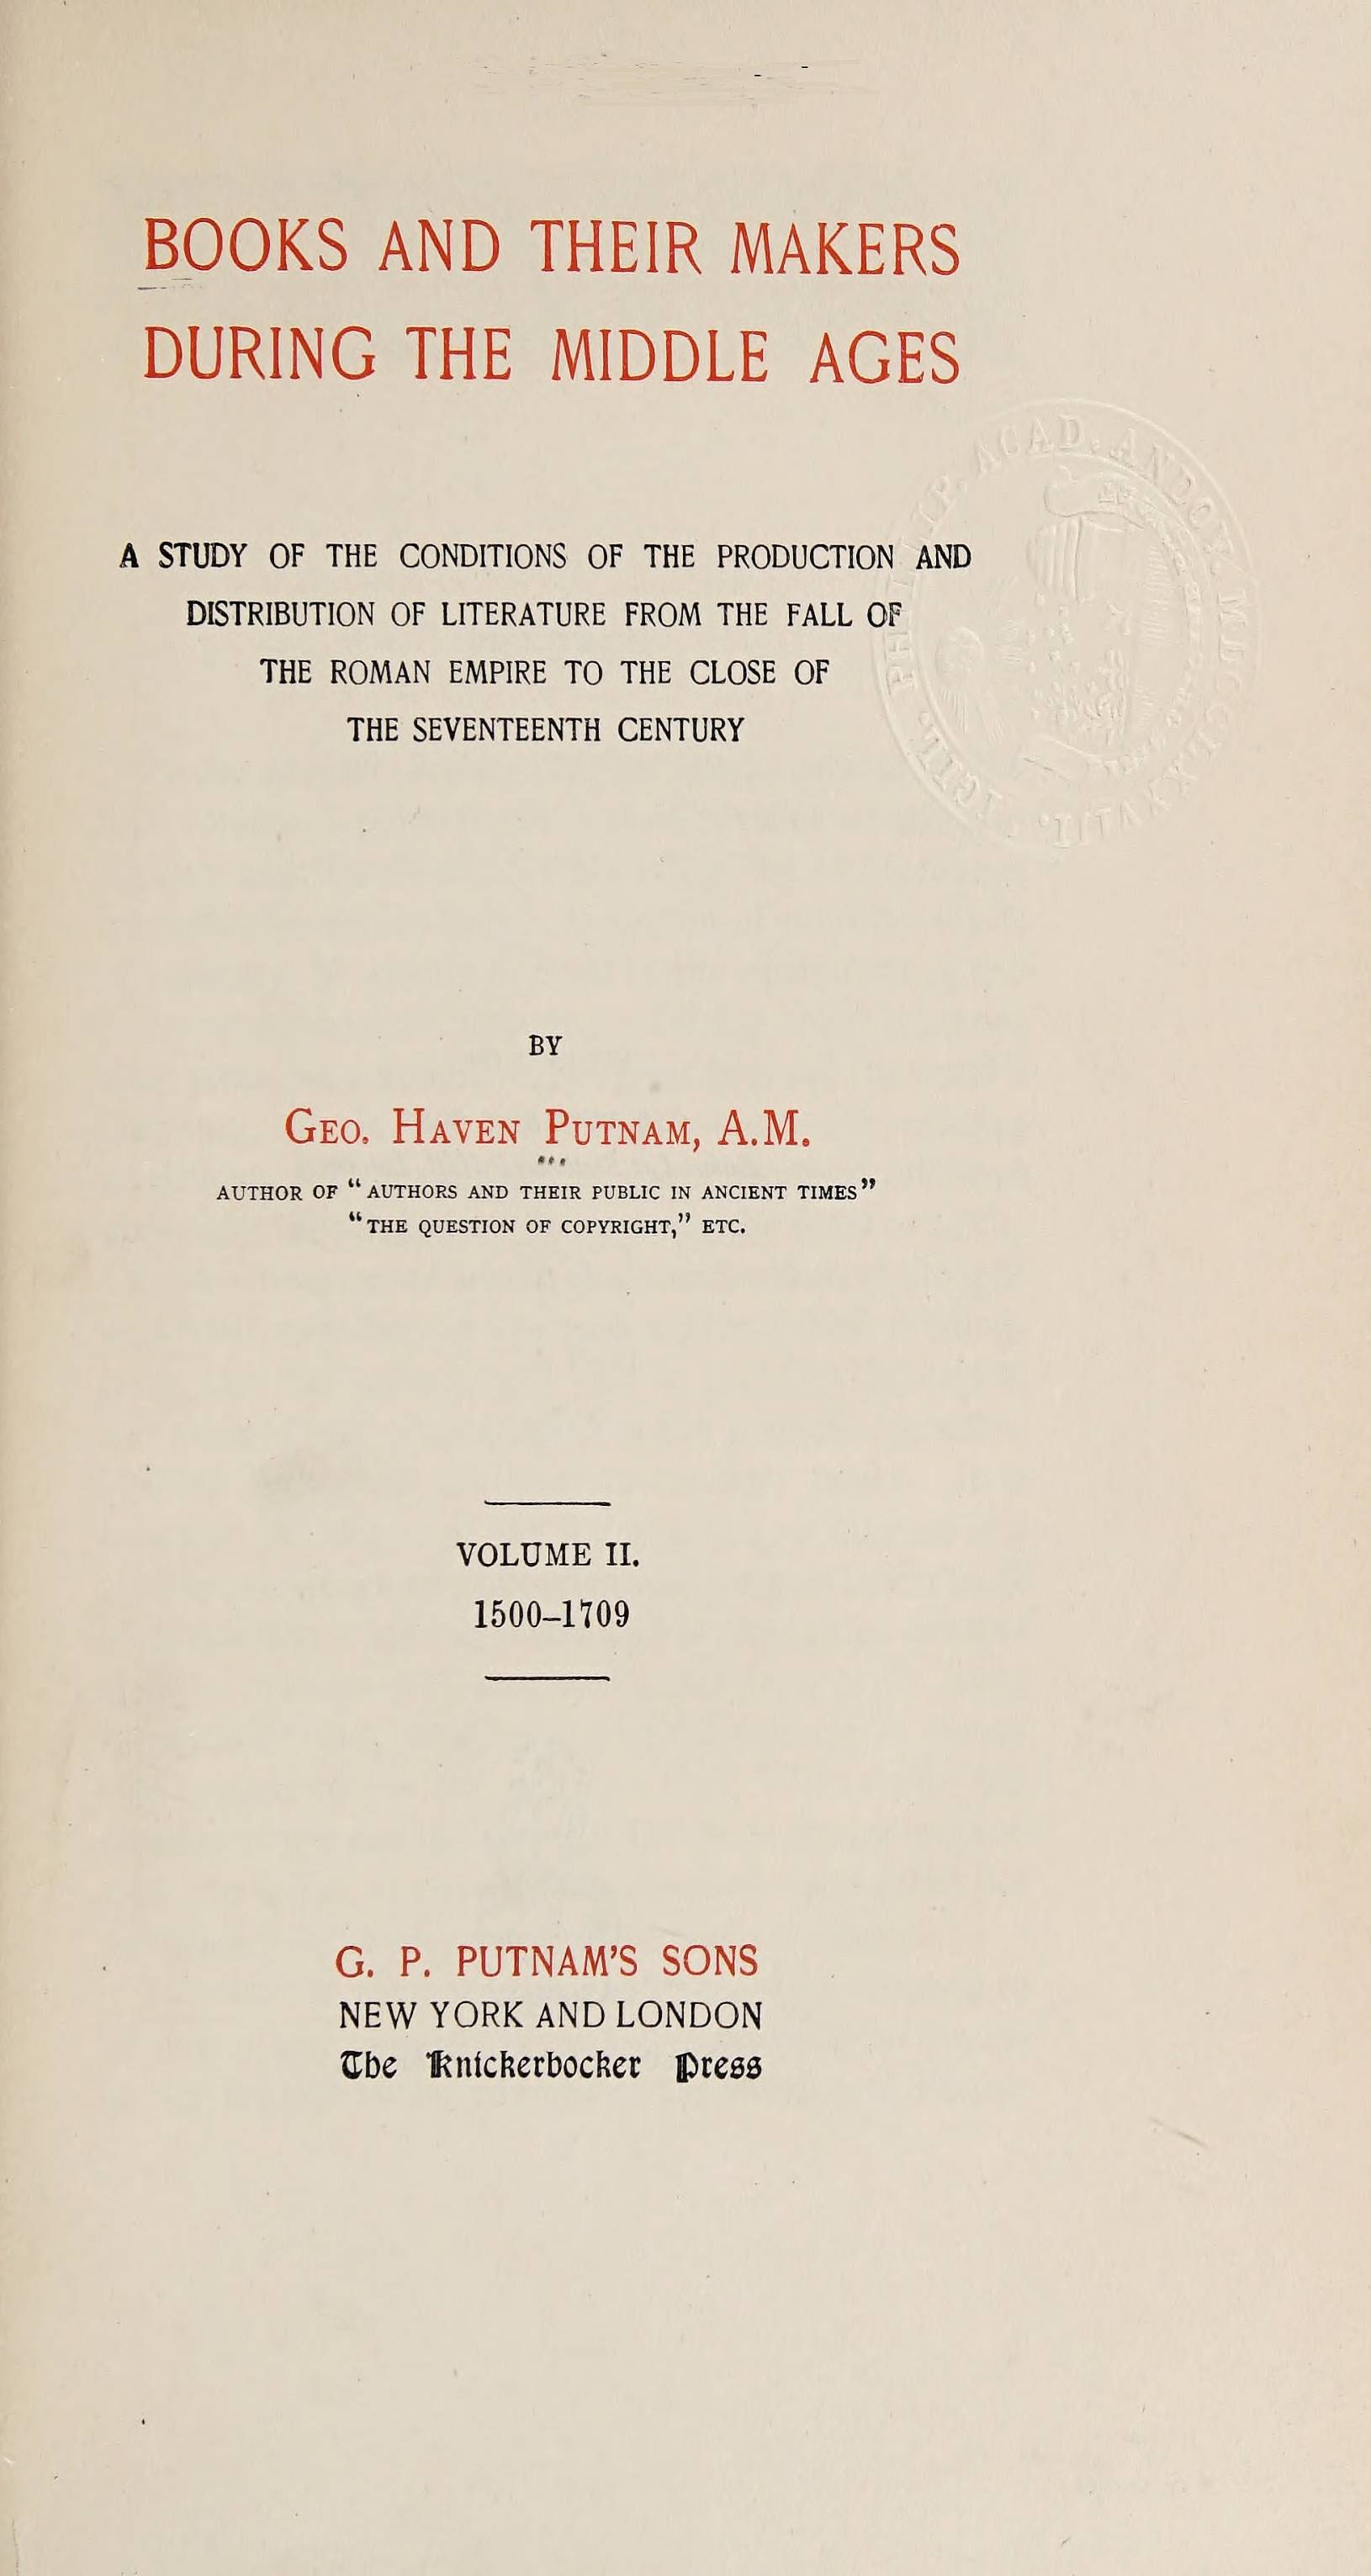 BOOKS AND THEIR MAKERS
DURING THE MIDDLE AGES
A STUDY OF THE CONDITIONS OF THE PRODUCTION AND
DISTRIBUTION OF LITERATURE FROM THE FALL OF
THE ROMAN EMPIRE TO THE CLOSE OF
THE SEVENTEENTH CENTURY
ACAD. ANDOV.
BY
GEO. HAVEN PUTNAM, A.M.
AUTHOR OF “AUTHORS AND THEIR PUBLIC IN ANCIENT TIMES”
“THE QUESTION OF COPYRIGHT,” ETC.
VOLUME II.
1500–1709
G. P. PUTNAM'S SONS
NEW YORK AND LONDON
The Knickerbocker Press